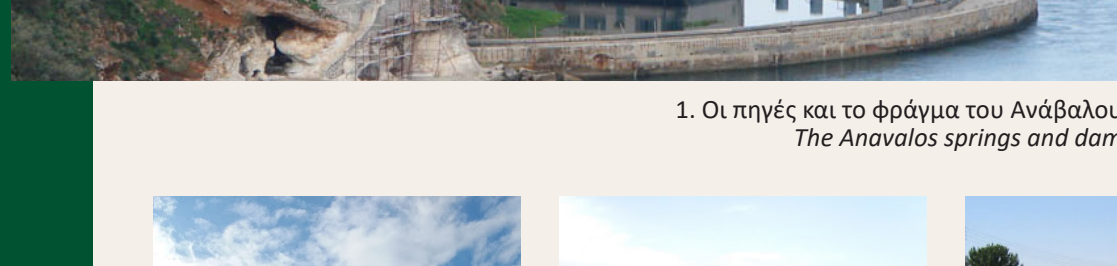 1. Οι πηγές και το φράγμα του Ανάβαλου
The Anavalos springs and dam